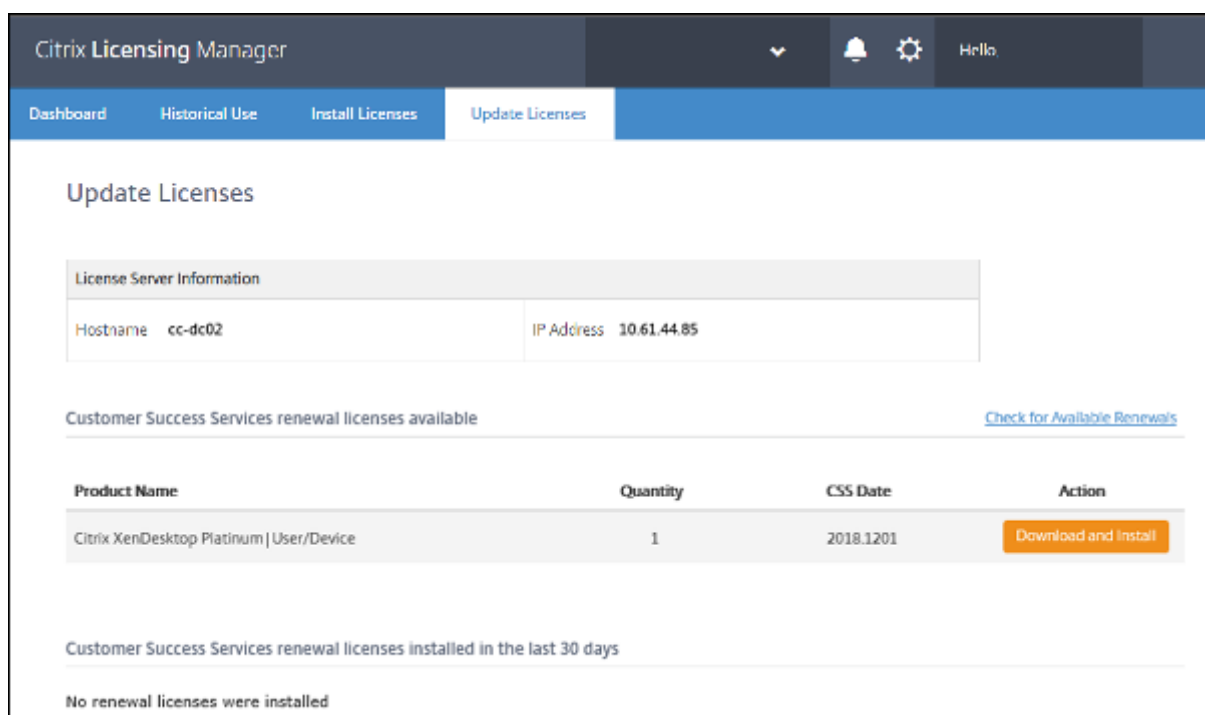 Citrix Licensing Manager
Hello,
Dashboard Historical Use Install Licenses Update Licenses
Update Licenses
License Server Information
Hostname cc-dc02 IP Address 10.61.44.85
Customer Success Services renewal licenses available Check for Available Renewals
Product Name Quantity CSS Date Action
Citrix XenDesktop Platinum | User/Device 1 2018.1201 Download and Install
Customer Success Services renewal licenses installed in the last 30 days
No renewal licenses were installed